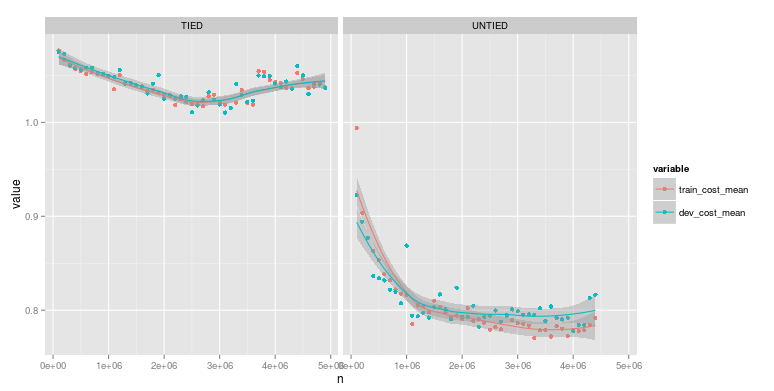 TIED
UNTIED
value
1.0
0.9
0.8
0e+00
1e+06
2e+06
3e+06
4e+06
5e+06
0e+00
1e+06
2e+06
3e+06
4e+06
5e+06
n
variable
train_cost_mean
dev_cost_mean